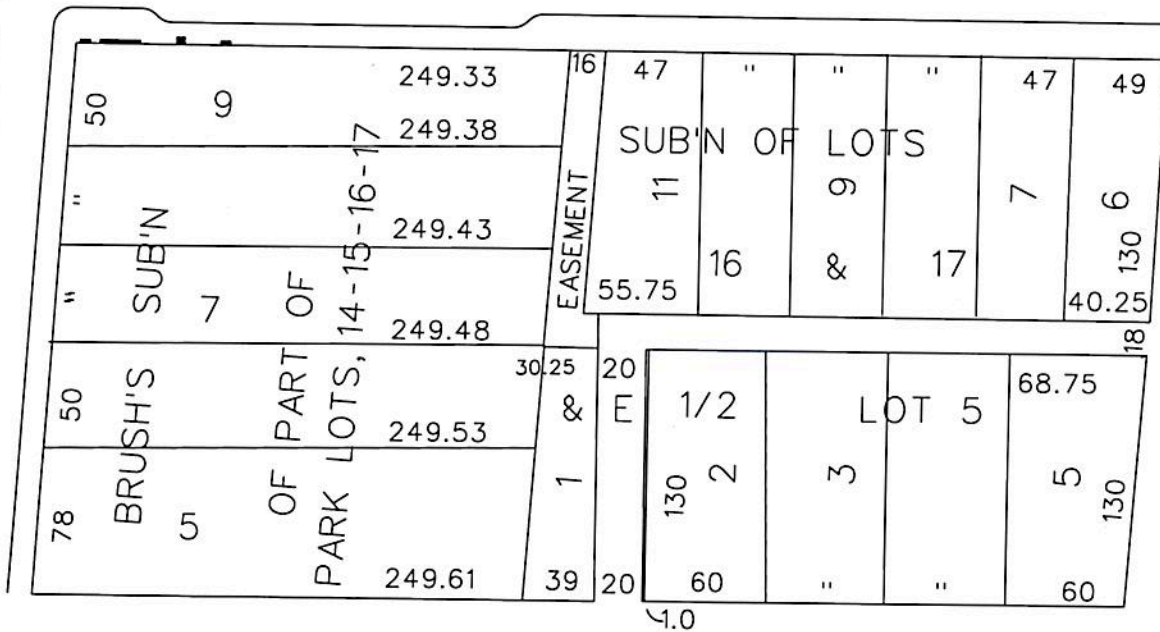 50 9 249.33
249.38
" 249.43
" 7 249.48
50 249.53
78 5 249.61
BRUSH'S SUB'N
OF PART OF
PARK LOTS, 14-15-16-17
16 47 " " " 47 49
SUB'N OF LOTS
11 9 7 6
16 & 17
55.75 130 40.25
EASEMENT
18
30.25 20 68.75
& E 1/2 LOT 5
1 130 2 3 5 130
39 20 60 " " 60
1.0